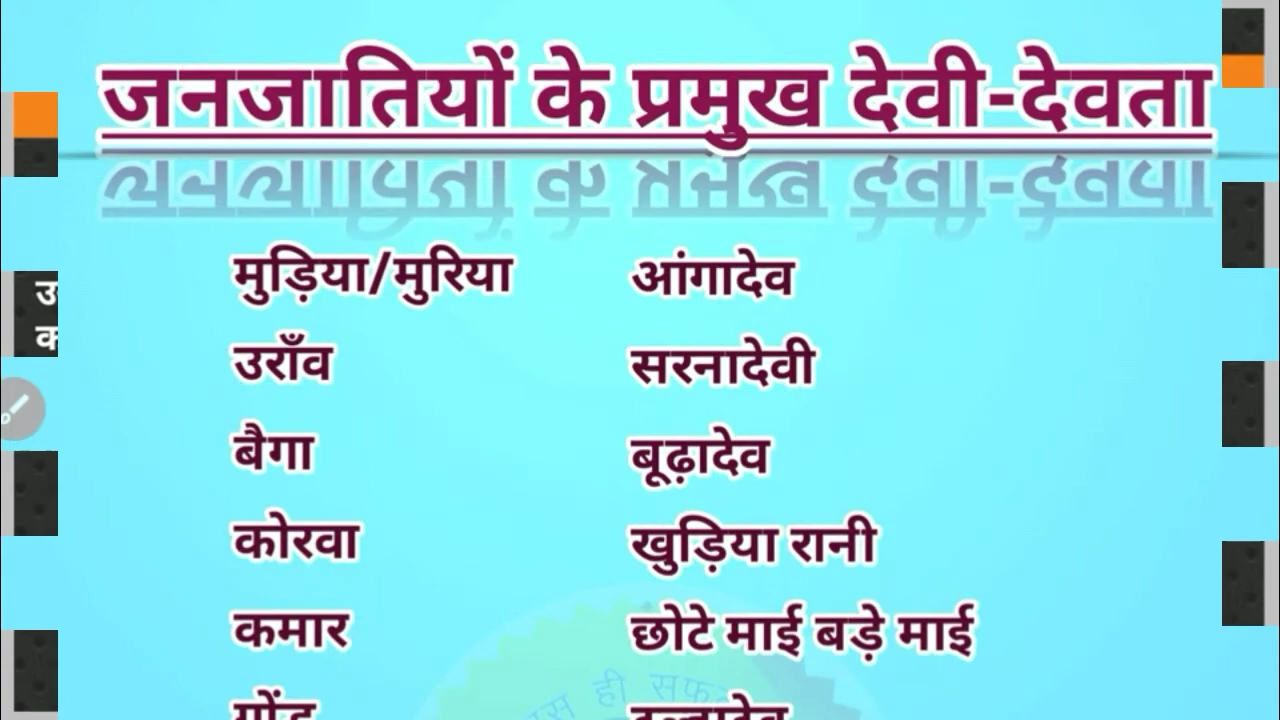 जनजातियों के प्रमुख देवी-देवता
मुड़िया/मुरिया आंगादेव
उराँव सरनादेवी
बैगा बूढ़ादेव
कोरवा खुड़िया रानी
कमार छोटे माई बड़े माई
गोंड
ही